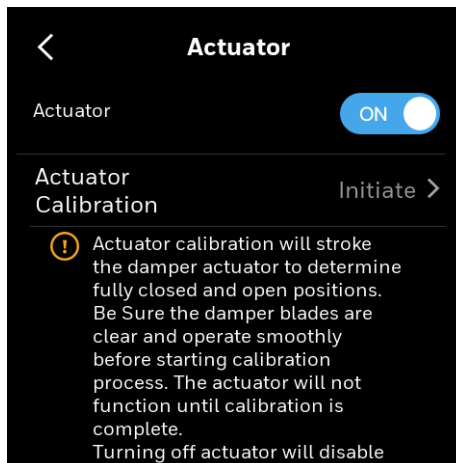 Actuator
Actuator
ON
Actuator
Calibration
Initiate
Actuator calibration will stroke
the damper actuator to determine
fully closed and open positions.
Be Sure the damper blades are
clear and operate smoothly
before starting calibration
process. The actuator will not
function until calibration is
complete.
Turning off actuator will disable